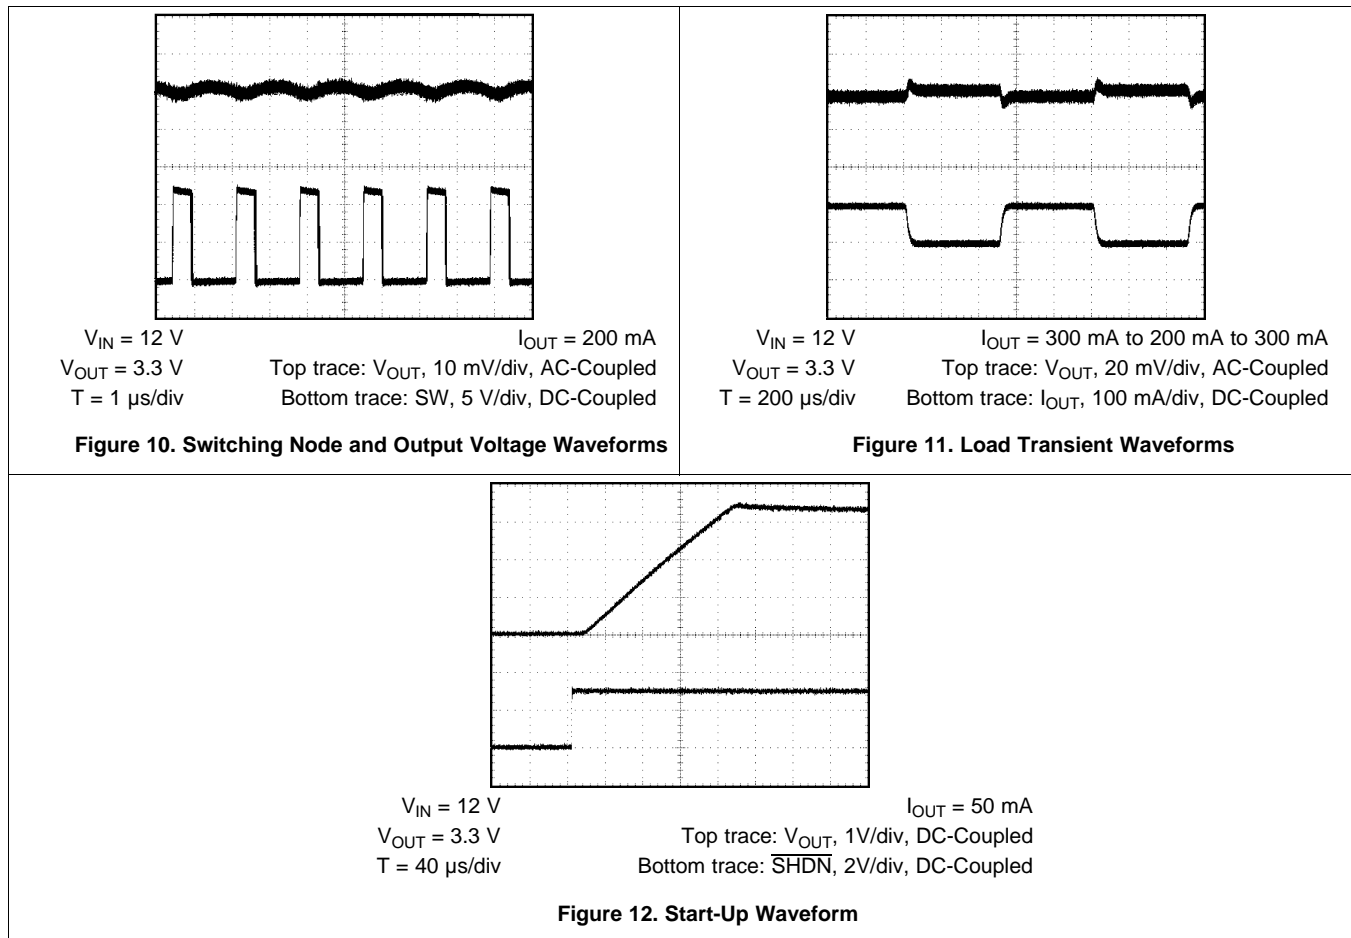 V_IN = 12 V
I_OUT = 200 mA
V_OUT = 3.3 V
Top trace: V_OUT, 10 mV/div, AC-Coupled
T = 1 µs/div
Bottom trace: SW, 5 V/div, DC-Coupled
Figure 10. Switching Node and Output Voltage Waveforms
V_IN = 12 V
I_OUT = 300 mA to 200 mA to 300 mA
V_OUT = 3.3 V
Top trace: V_OUT, 20 mV/div, AC-Coupled
T = 200 µs/div
Bottom trace: I_OUT, 100 mA/div, DC-Coupled
Figure 11. Load Transient Waveforms
V_IN = 12 V
I_OUT = 50 mA
V_OUT = 3.3 V
Top trace: V_OUT, 1V/div, DC-Coupled
T = 40 µs/div
Bottom trace: S̅H̅D̅N̅, 2V/div, DC-Coupled
Figure 12. Start-Up Waveform